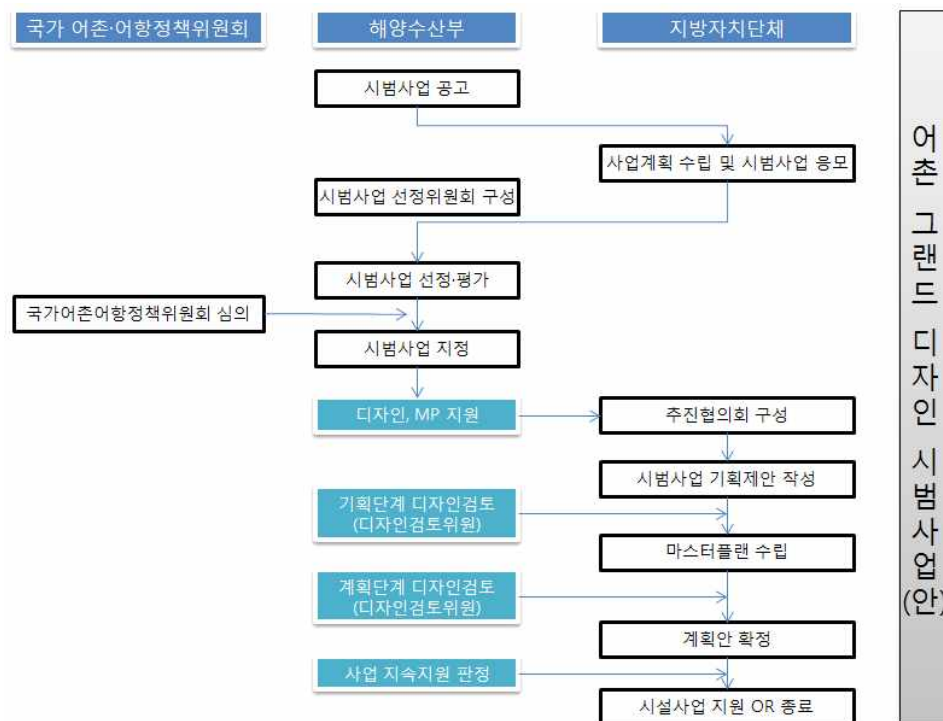 국가 어촌·어항정책위원회
해양수산부
지방자치단체
시범사업 공고
사업계획 수립 및 시범사업 응모
시범사업 선정위원회 구성
시범사업 선정·평가
국가어촌어항정책위원회 심의
시범사업 지정
디자인, MP 지원
추진협의회 구성
시범사업 기획제안 작성
기획단계 디자인검토
(디자인검토위원)
마스터플랜 수립
계획단계 디자인검토
(디자인검토위원)
계획안 확정
사업 지속지원 판정
시설사업 지원 OR 종료
어촌 그랜드 디자인 시범사업(안)